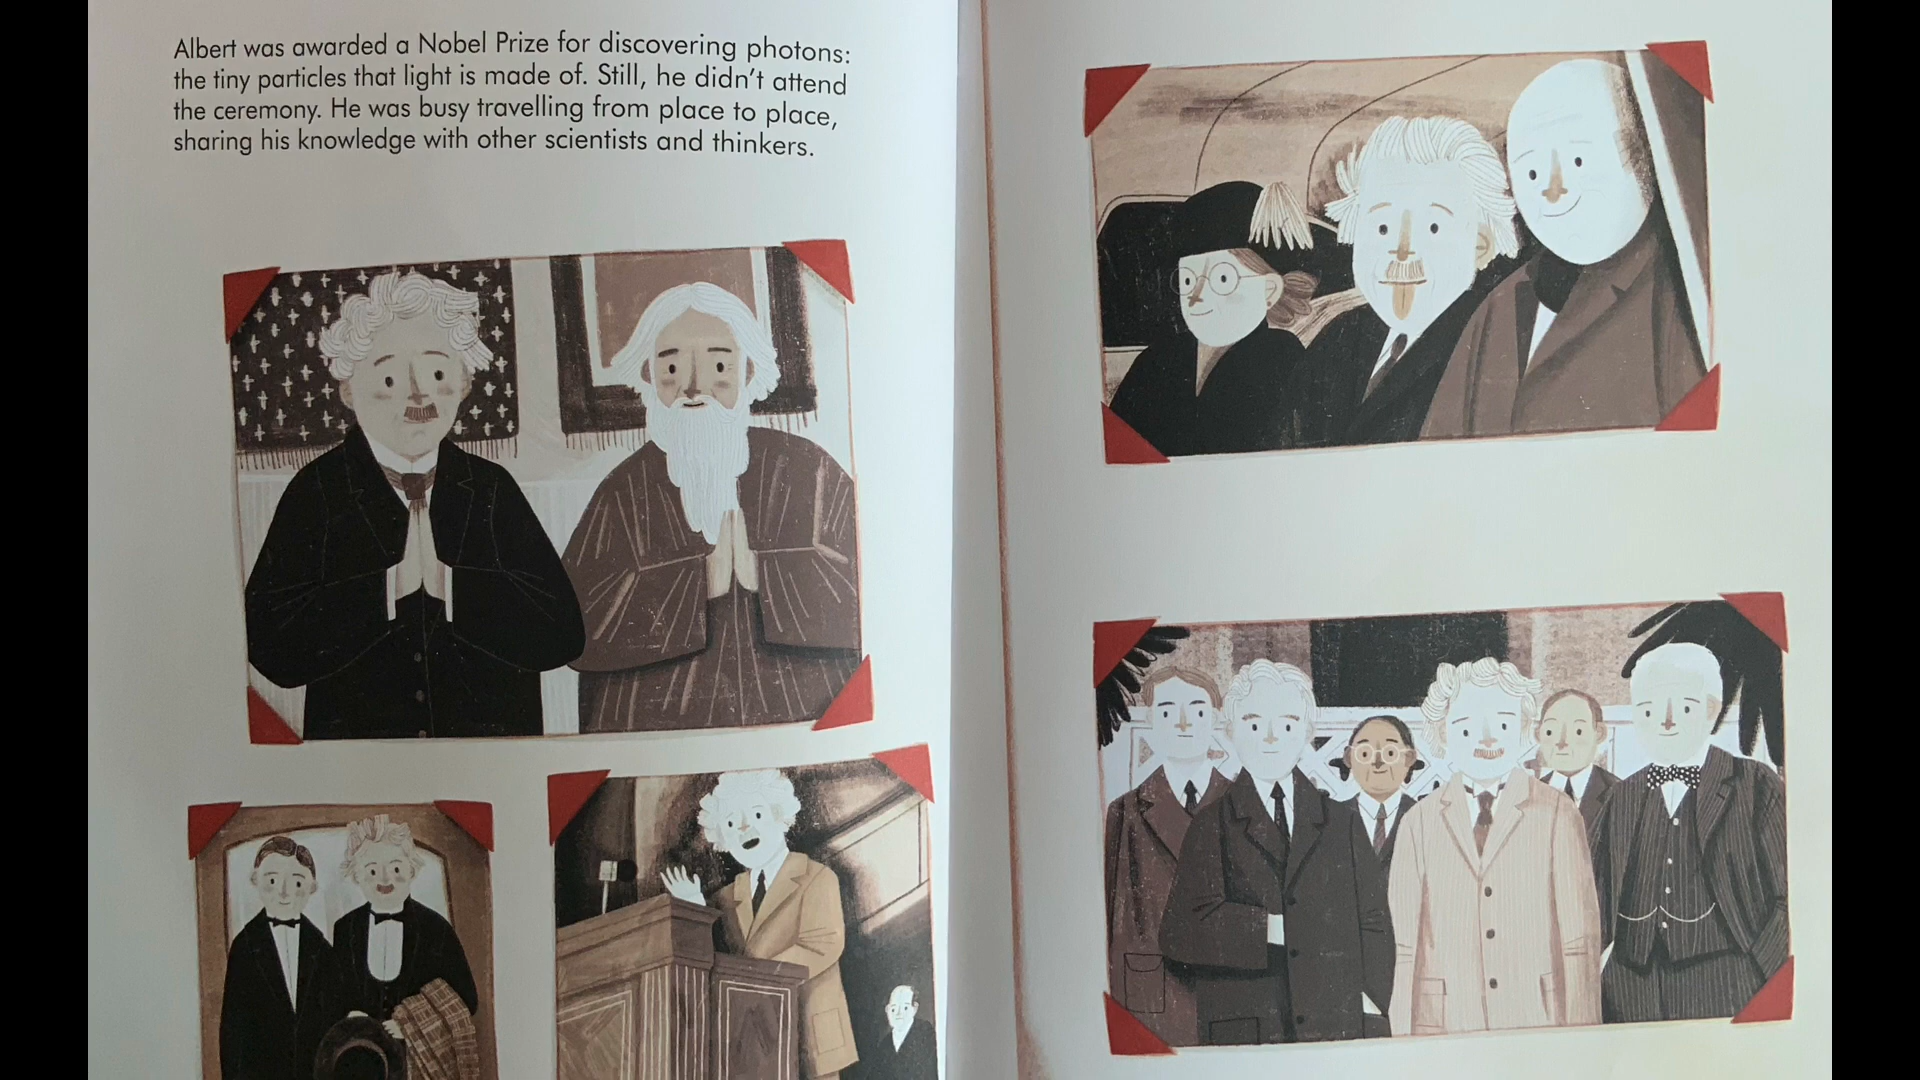 Albert was awarded a Nobel Prize for discovering photons:
the tiny particles that light is made of. Still, he didn't attend
the ceremony. He was busy travelling from place to place,
sharing his knowledge with other scientists and thinkers.